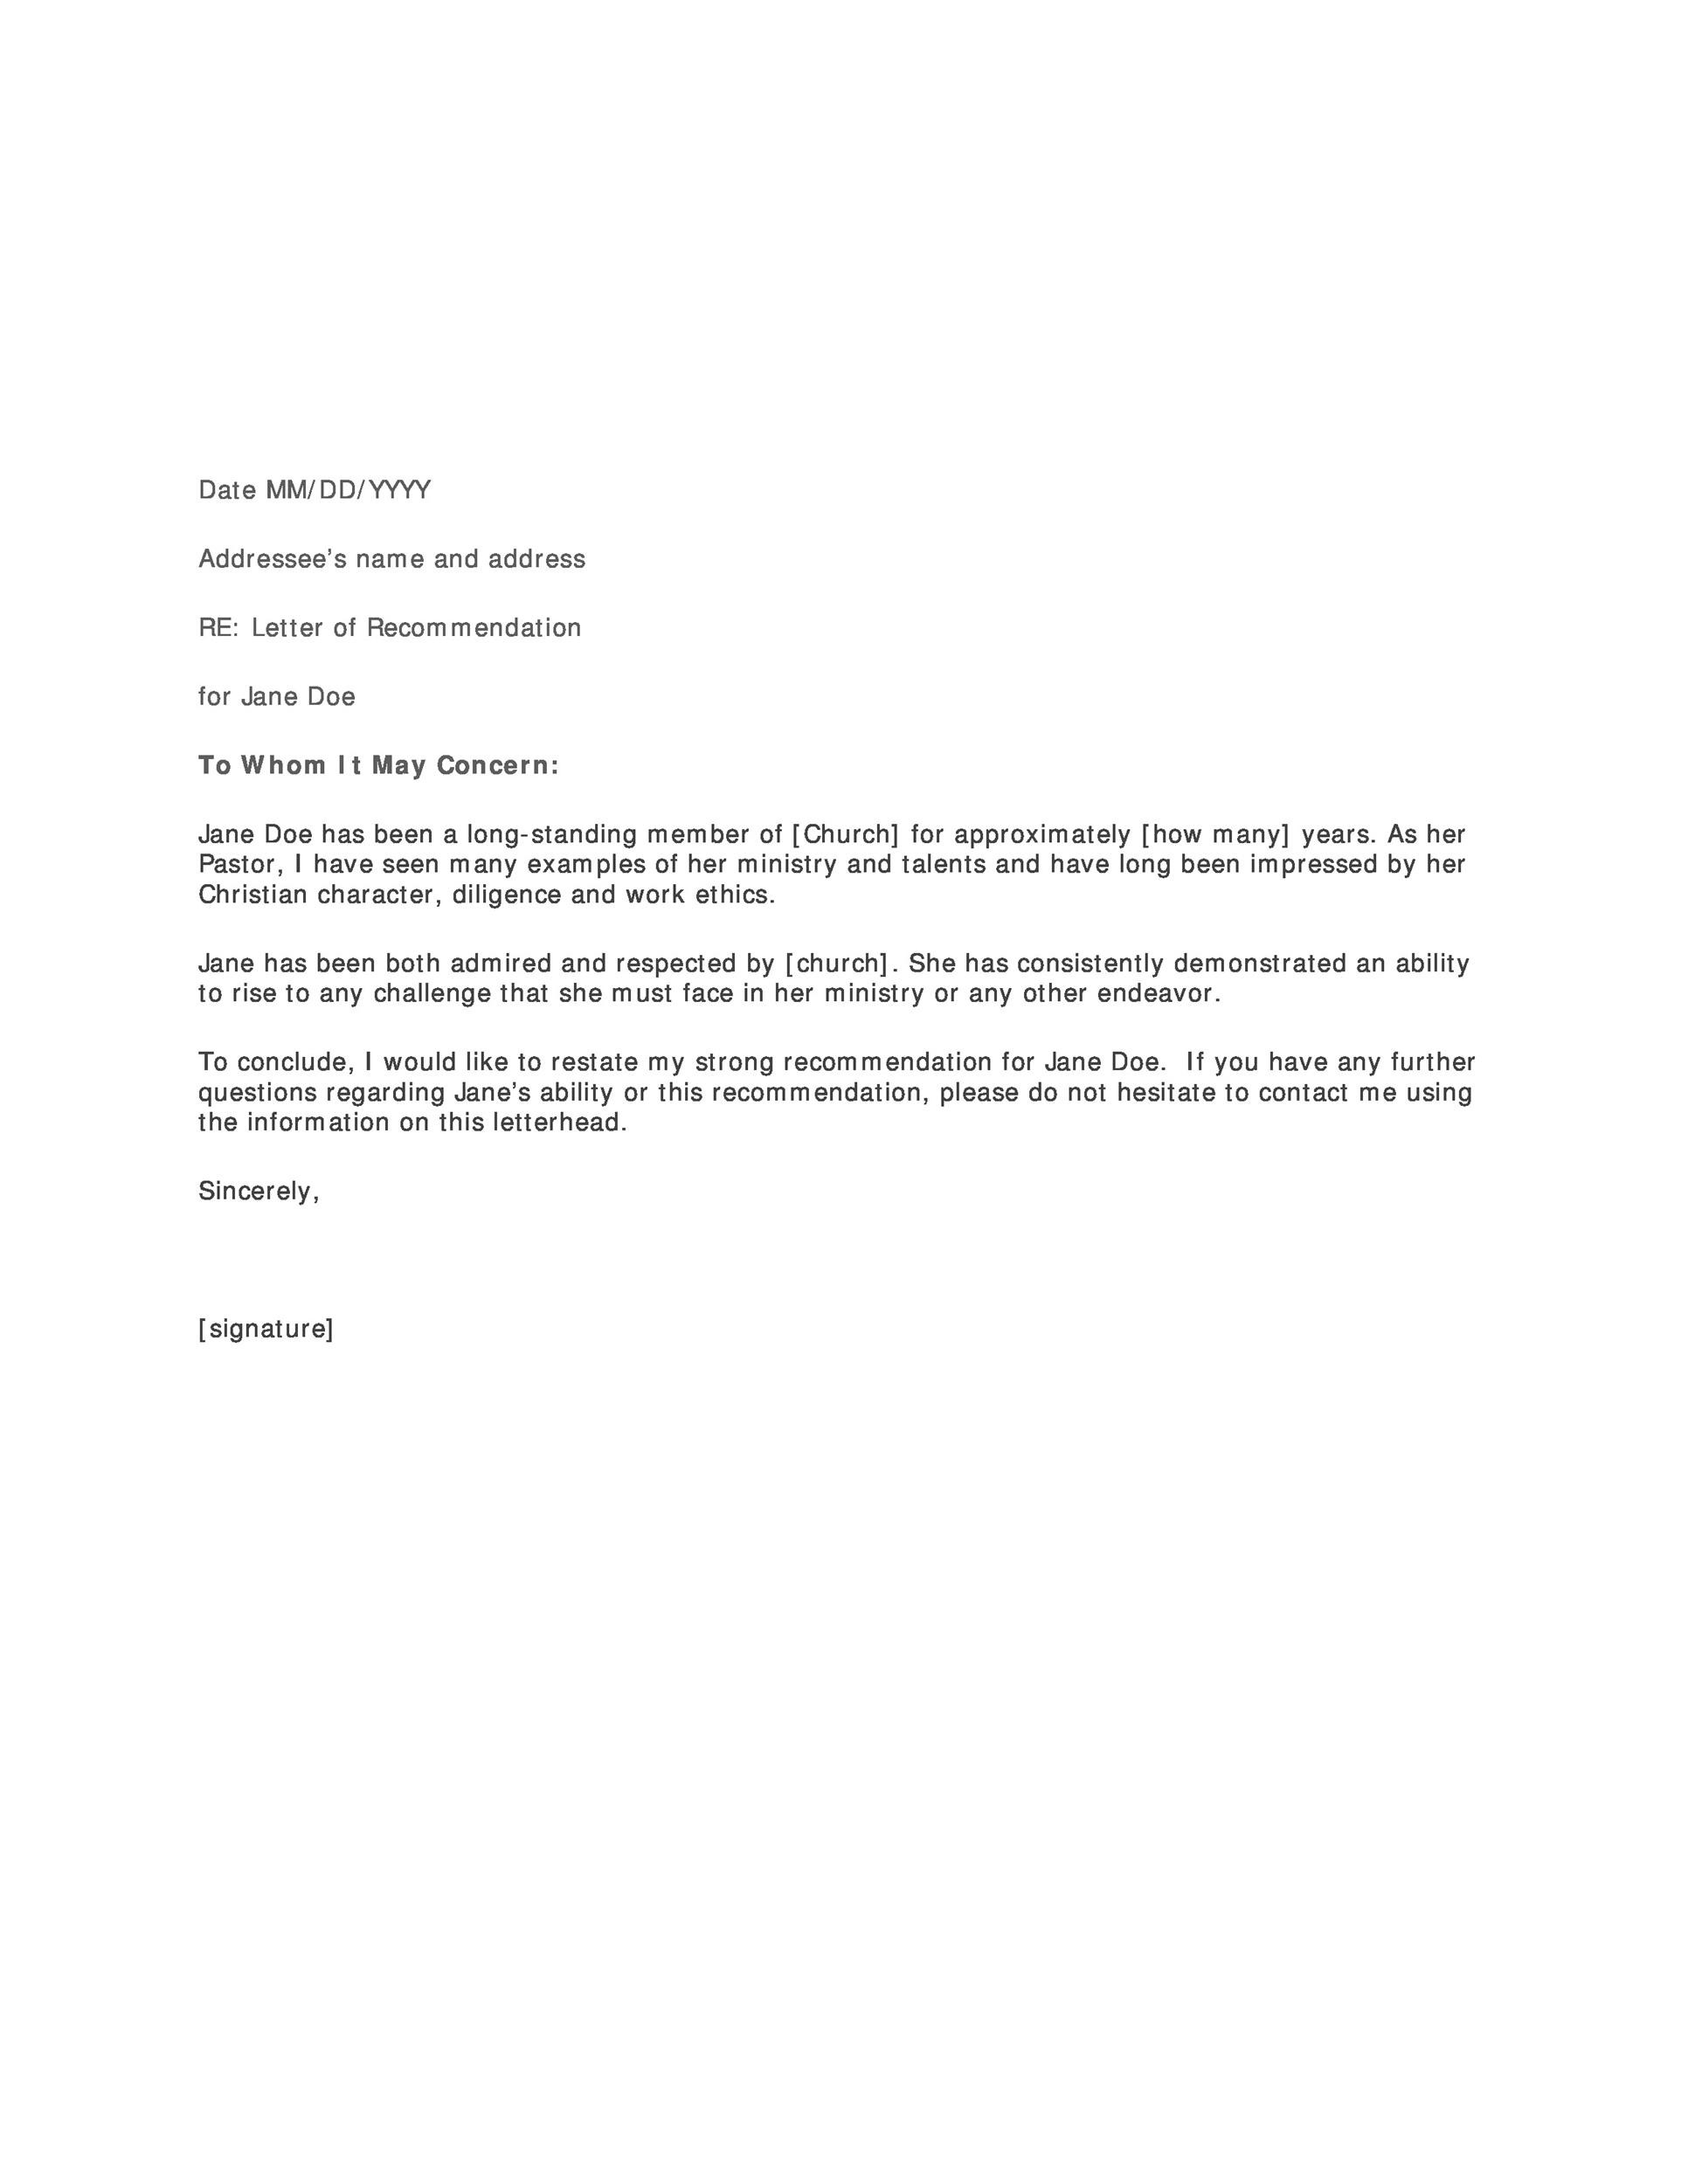 Date MM/DD/YYYY
Addressee’s name and address
RE: Letter of Recommendation
for Jane Doe
To Whom It May Concern:
Jane Doe has been a long-standing member of [Church] for approximately [how many] years. As her
Pastor, I have seen many examples of her ministry and talents and have long been impressed by her
Christian character, diligence and work ethics.
Jane has been both admired and respected by [church]. She has consistently demonstrated an ability
to rise to any challenge that she must face in her ministry or any other endeavor.
To conclude, I would like to restate my strong recommendation for Jane Doe.  If you have any further
questions regarding Jane’s ability or this recommendation, please do not hesitate to contact me using
the information on this letterhead.
Sincerely,
[signature]